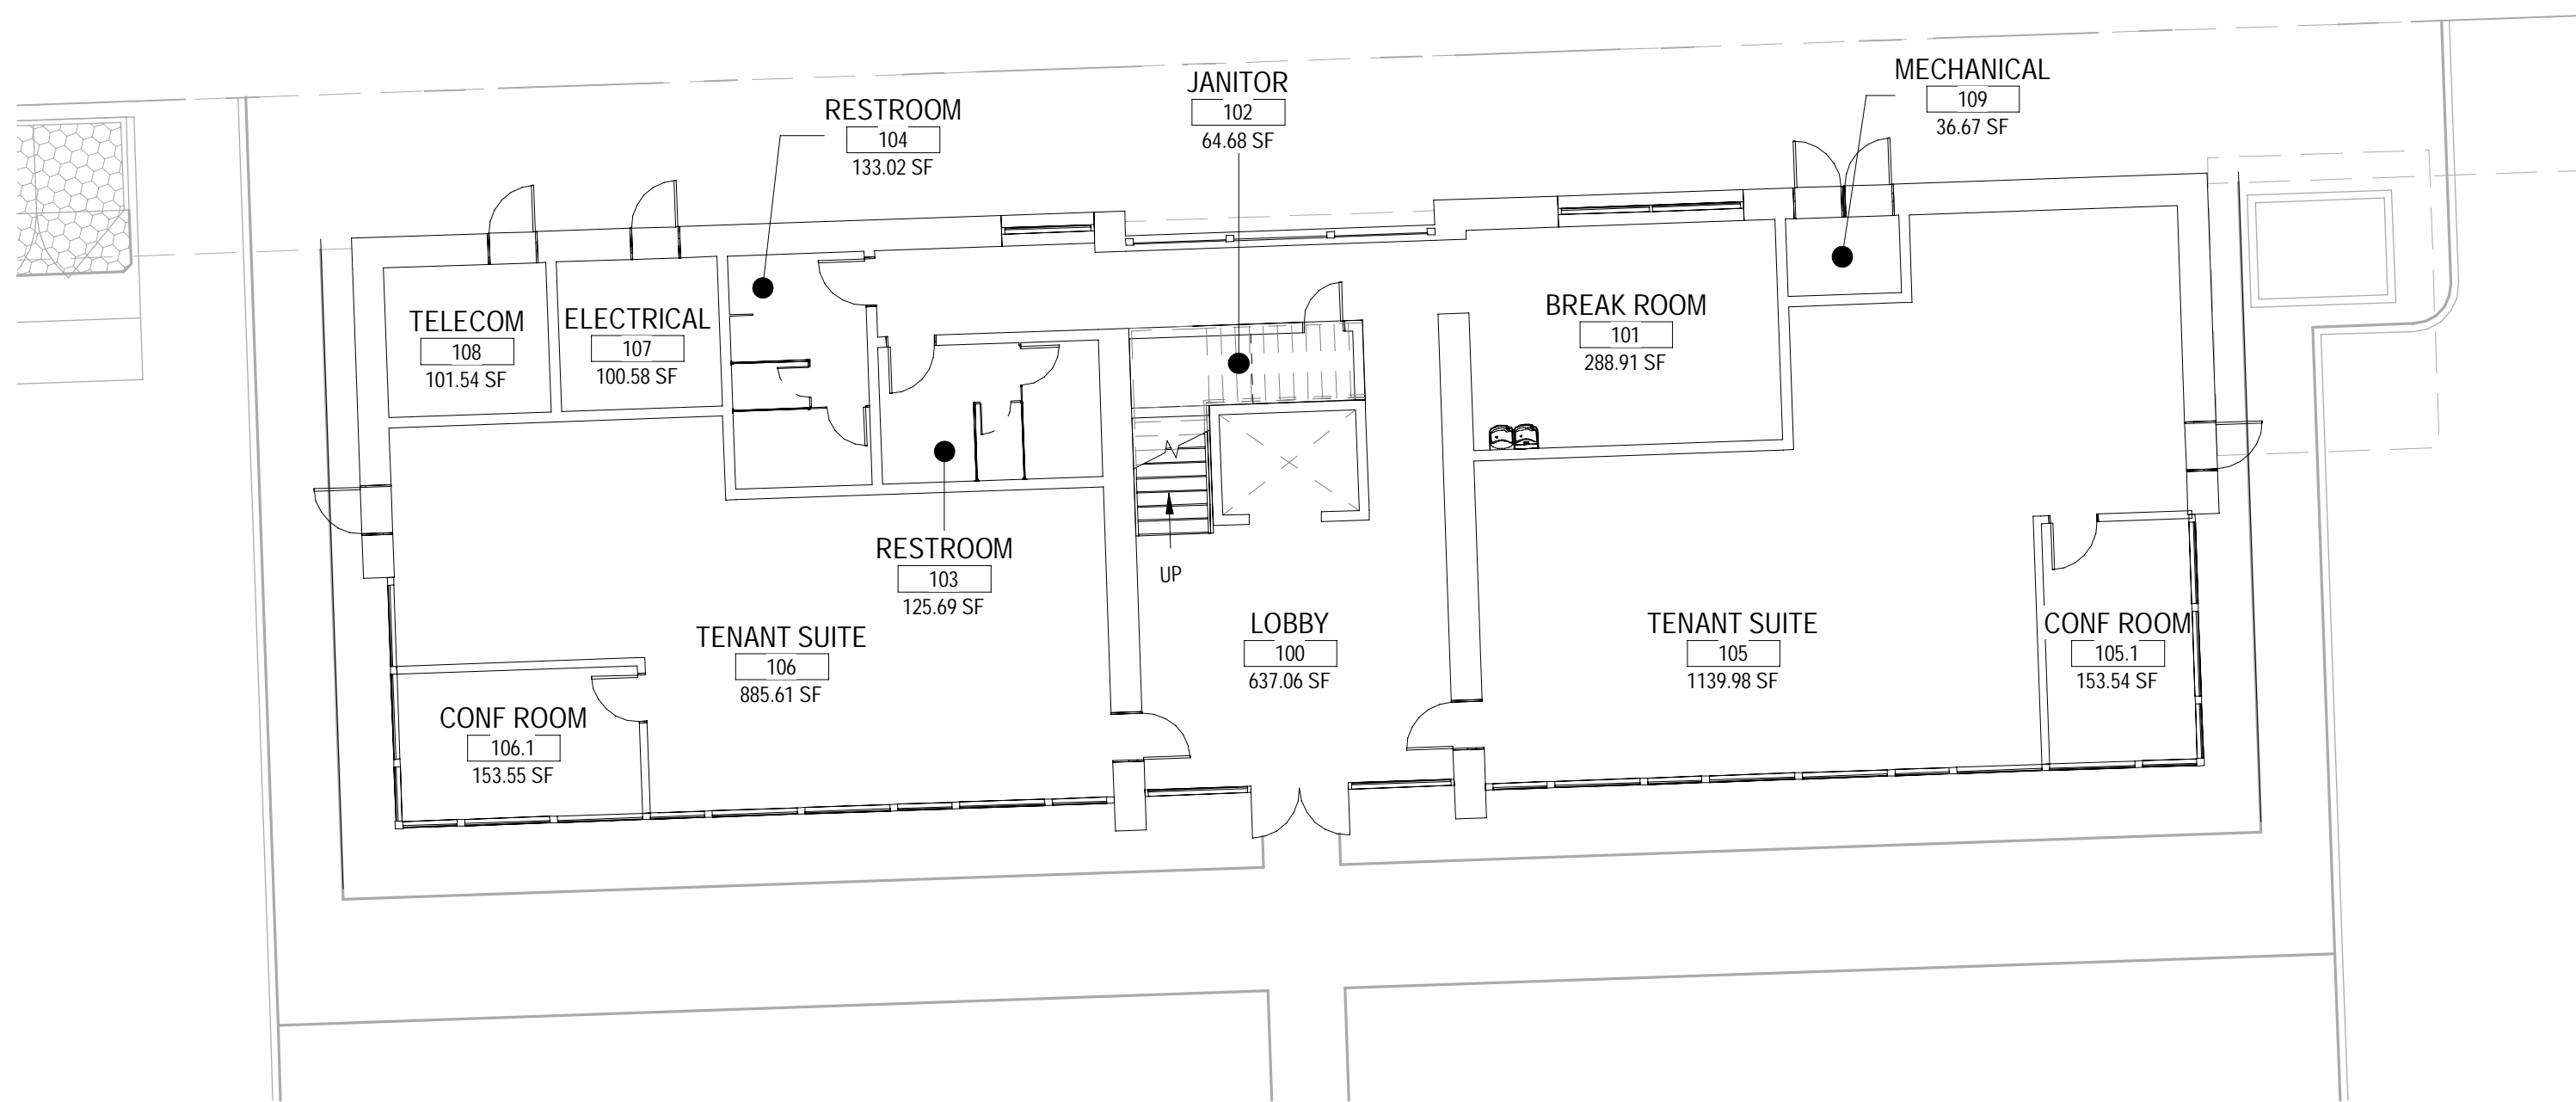 JANITOR
102
64.68 SF
MECHANICAL
109
36.67 SF
RESTROOM
104
133.02 SF
TELECOM
108
101.54 SF
ELECTRICAL
107
100.58 SF
BREAK ROOM
101
288.91 SF
RESTROOM
103
125.69 SF
UP
TENANT SUITE
106
885.61 SF
LOBBY
100
637.06 SF
TENANT SUITE
105
1139.98 SF
CONF ROOM
105.1
153.54 SF
CONF ROOM
106.1
153.55 SF